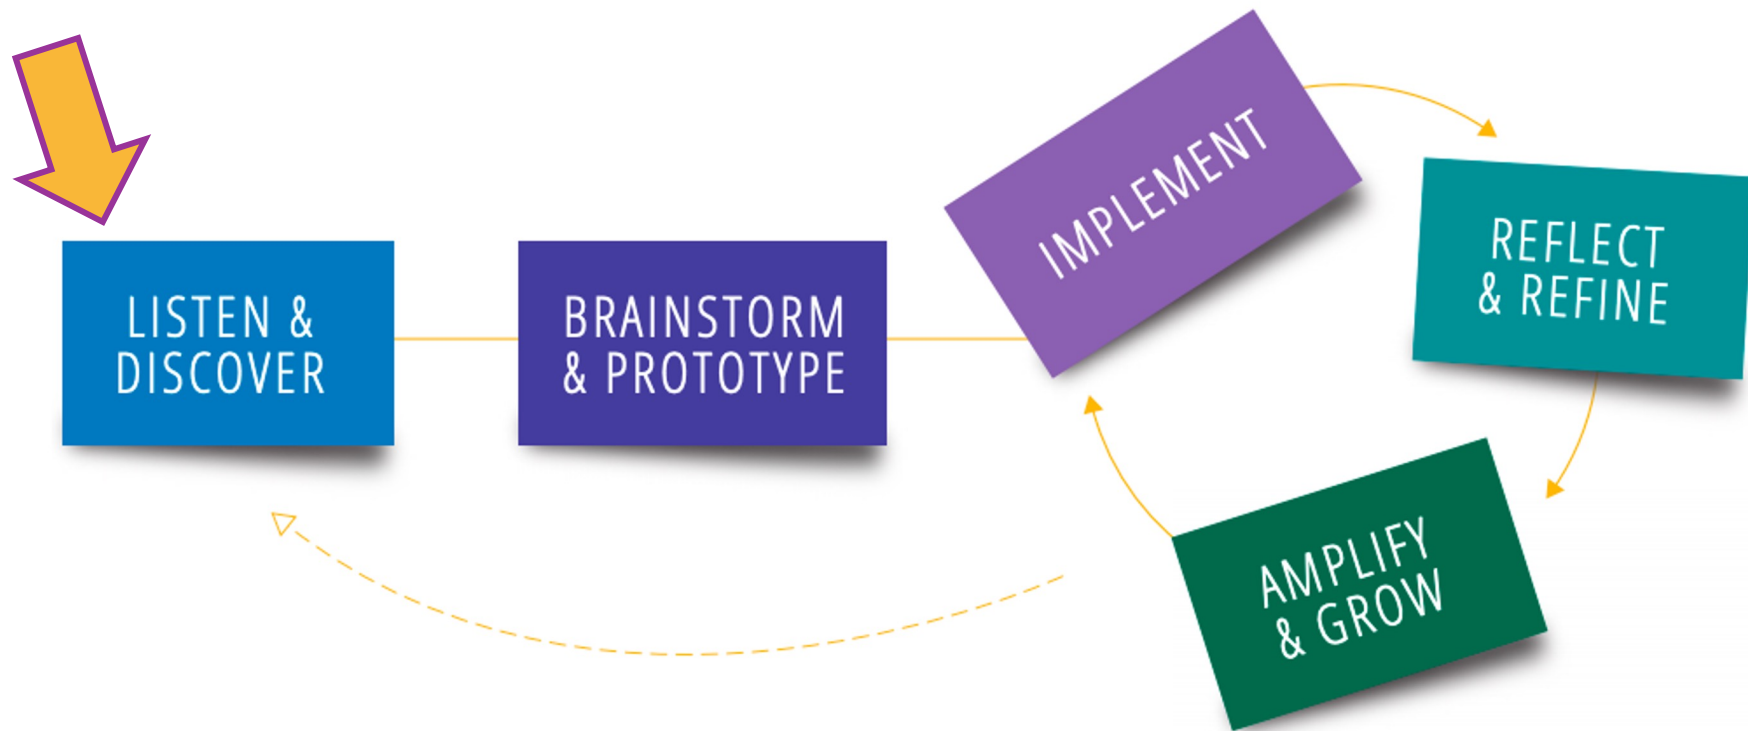 LISTEN &
DISCOVER
BRAINSTORM
& PROTOTYPE
IMPLEMENT
REFLECT
& REFINE
AMPLIFY
& GROW